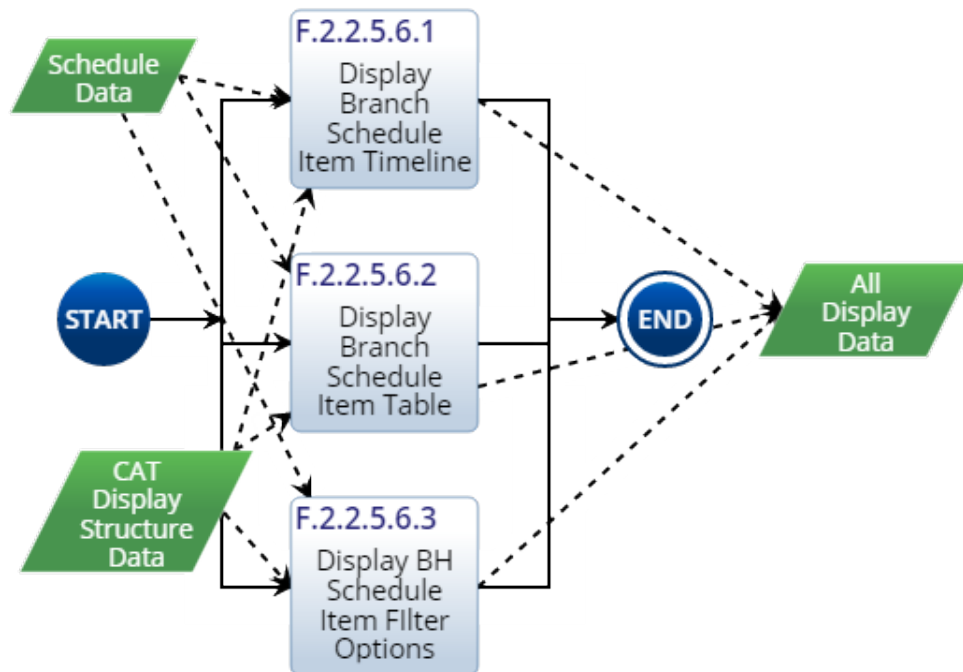 F.2.2.5.6.1
Display
Branch
Schedule
Item Timeline
Schedule
Data
START
F.2.2.5.6.2
Display
Branch
Schedule
Item Table
END
All
Display
Data
CAT
Display
Structure
Data
F.2.2.5.6.3
Display BH
Schedule
Item FIlter
Options